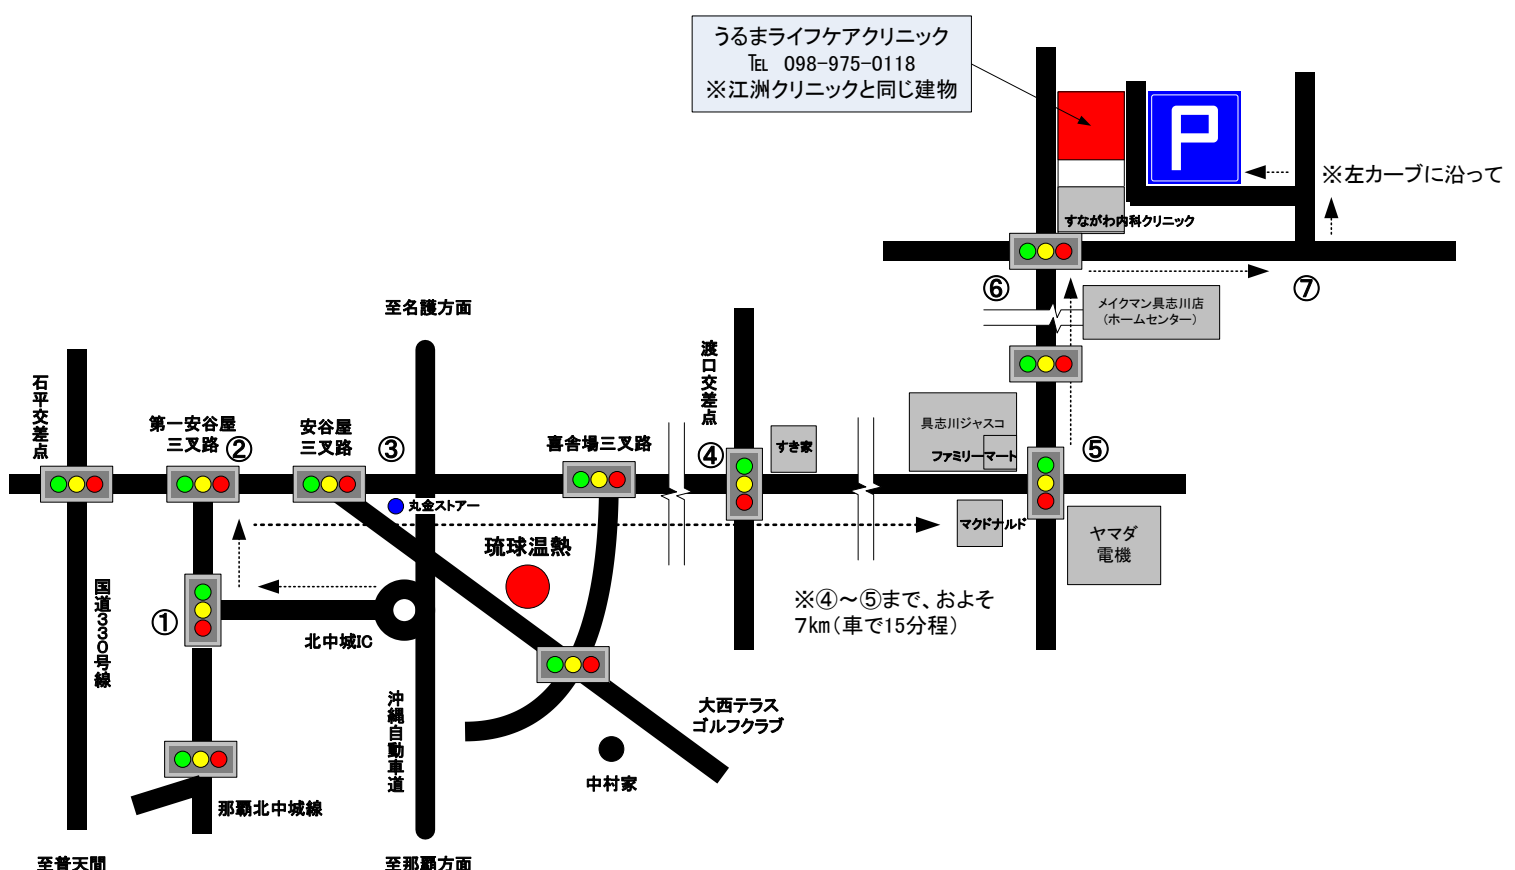 うるまライフケアクリニック
℡ 098-975-0118
※江洲クリニックと同じ建物
P
※左カーブに沿って
すながわ内科クリニック
⑥
⑦
メイクマン具志川店
(ホームセンター)
至名護方面
渡口交差点
石平交差点
第一安谷屋
三叉路
②
安谷屋
三叉路
③
喜舎場三叉路
④
すき家
具志川ジャスコ
ファミリーマート
⑤
丸金ストアー
マクドナルド
ヤマダ
電機
琉球温熱
国道330号線
①
北中城IC
※④～⑤まで、およそ
7km(車で15分程)
沖縄自動車道
大西テラス
ゴルフクラブ
中村家
那覇北中城線
至普天間
至那覇方面